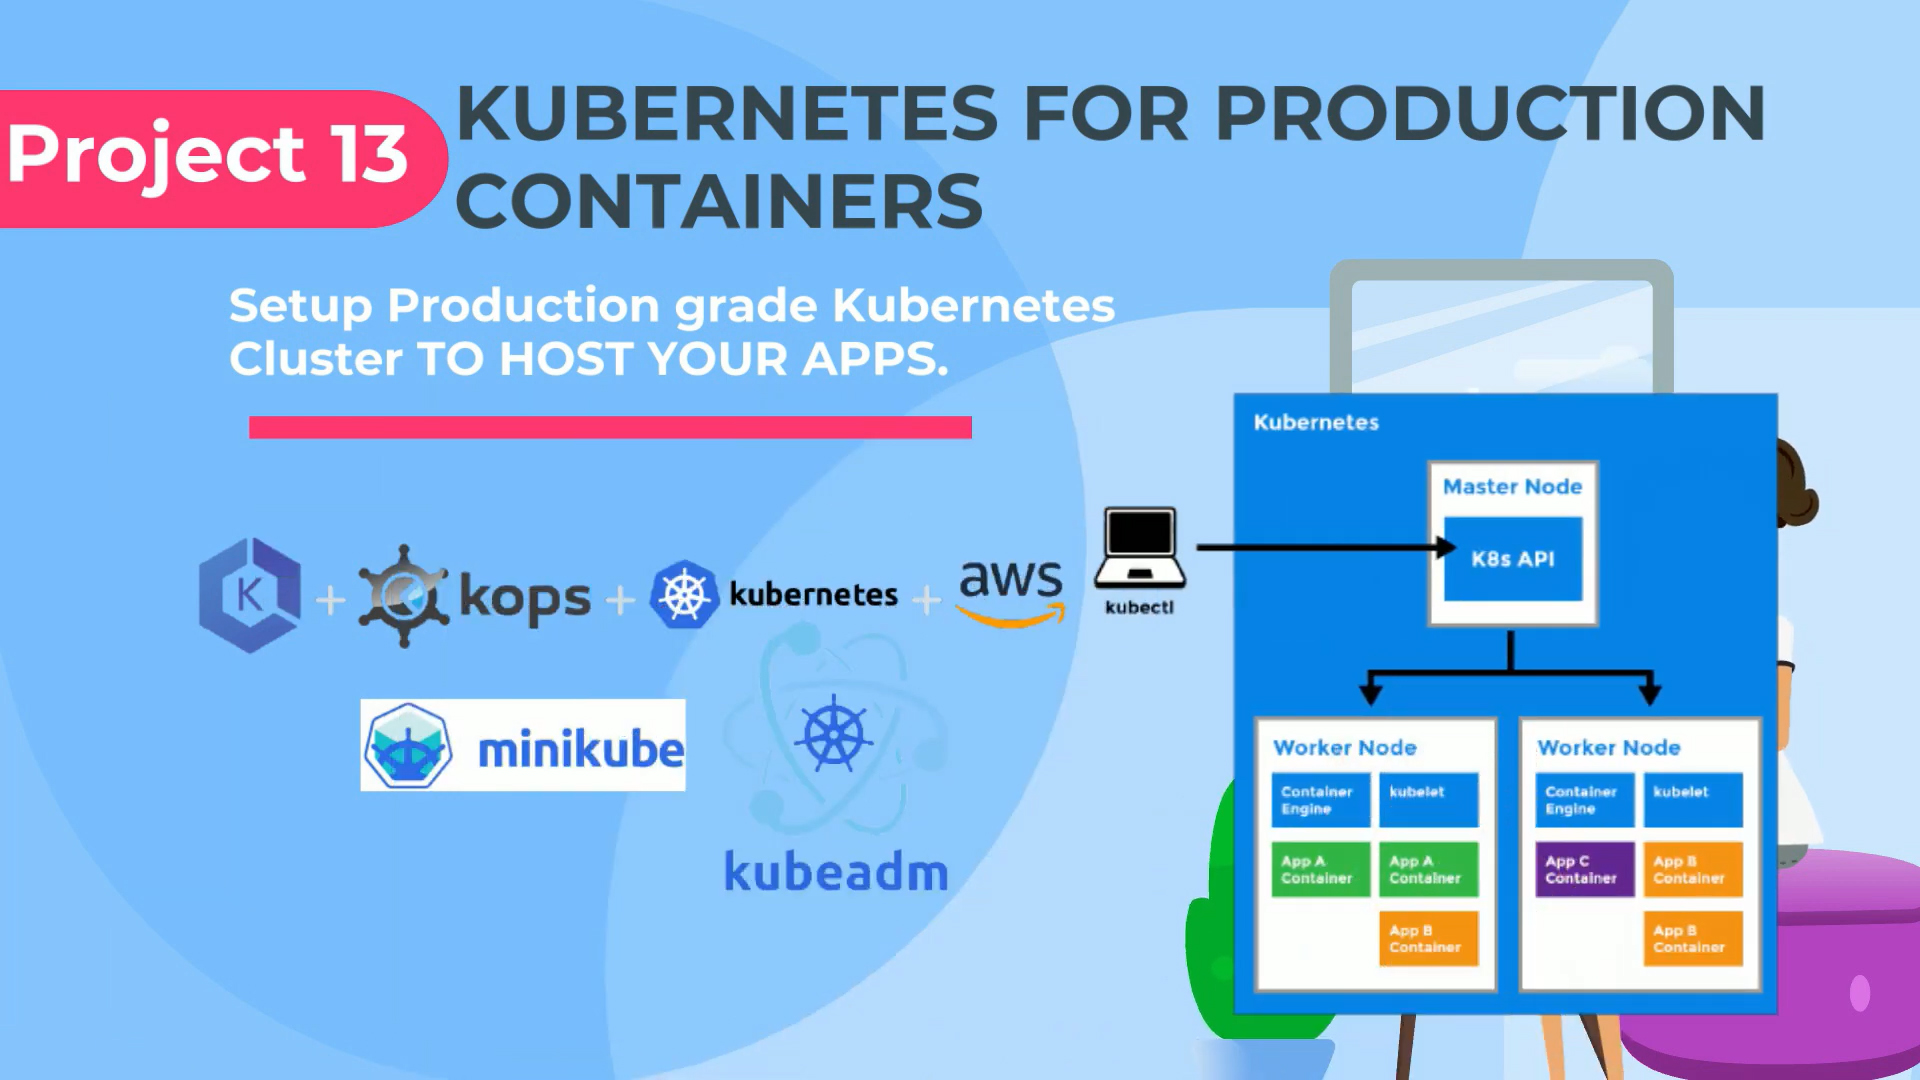 Project 13
KUBERNETES FOR PRODUCTION
CONTAINERS
Setup Production grade Kubernetes
Cluster TO HOST YOUR APPS.
K
+
kops
+
kubernetes
+
aws
minikube
kubeadm
kubectl
Kubernetes
Master Node
K8s API
Worker Node
Container
Engine
kubelet
App A
Container
App A
Container
App B
Container
Worker Node
Container
Engine
kubelet
App C
Container
App B
Container
App B
Container